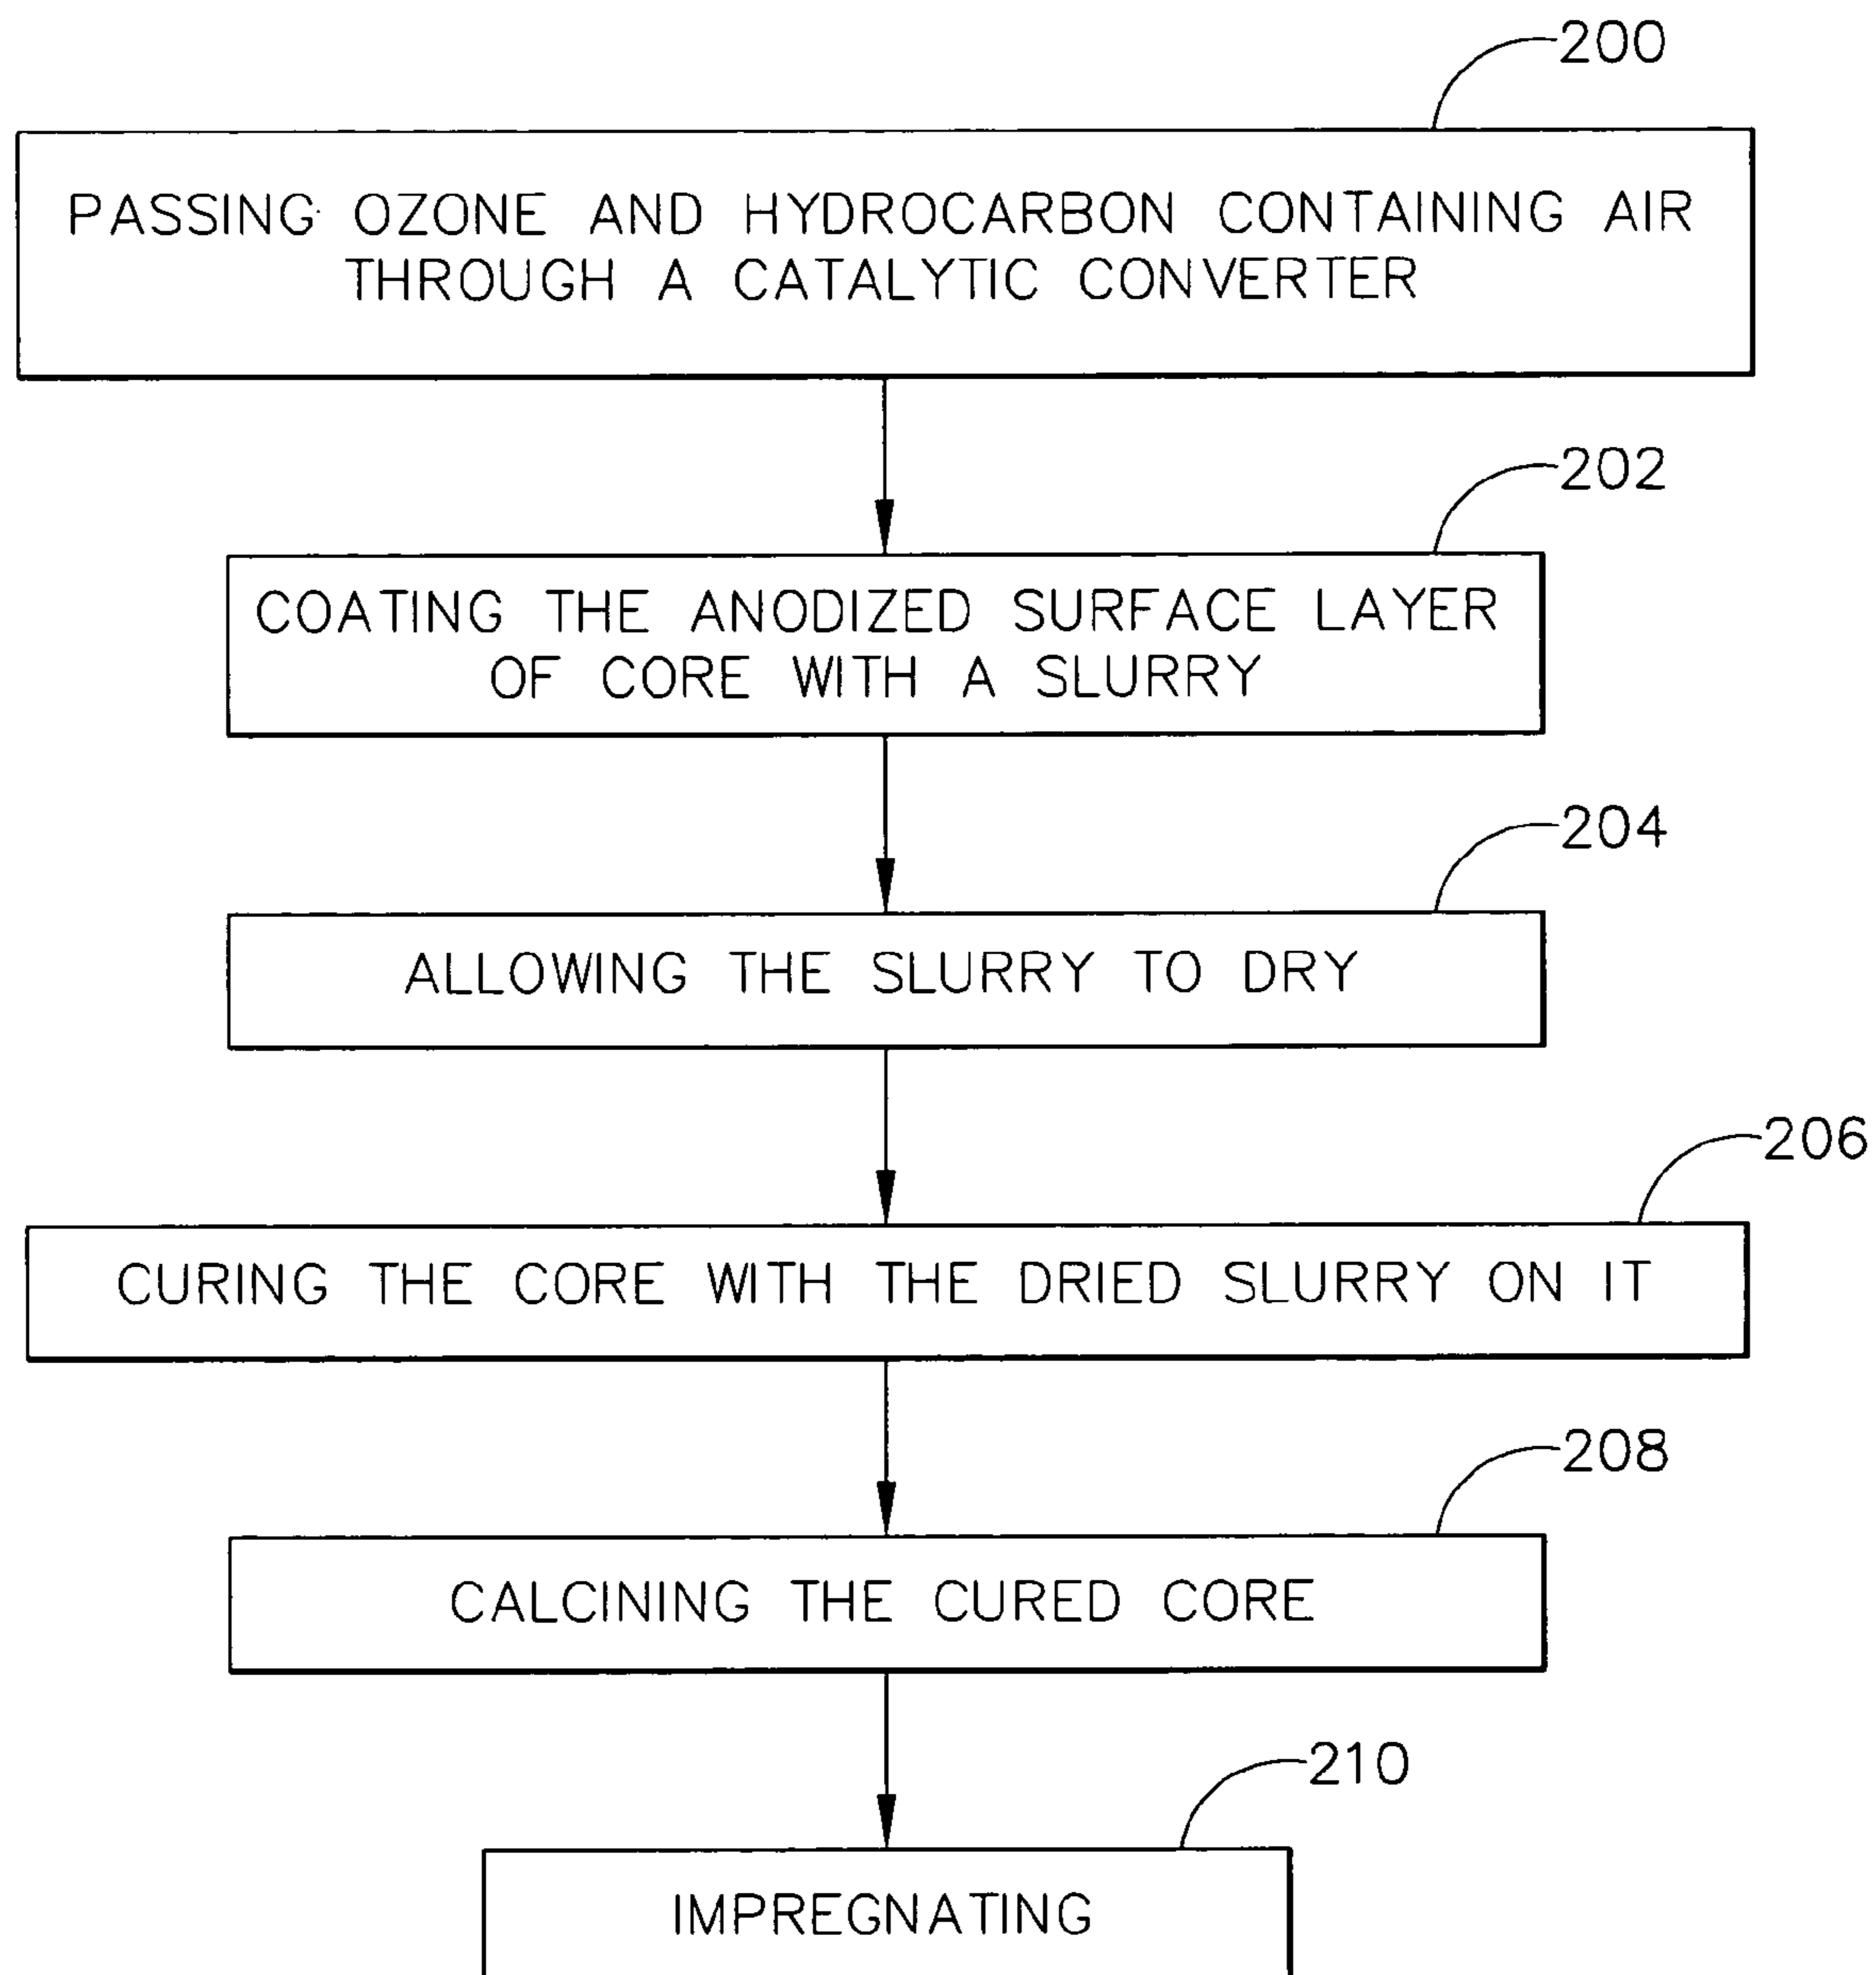 200
PASSING OZONE AND HYDROCARBON CONTAINING AIR
THROUGH A CATALYTIC CONVERTER
202
COATING THE ANODIZED SURFACE LAYER
OF CORE WITH A SLURRY
204
ALLOWING THE SLURRY TO DRY
206
CURING THE CORE WITH THE DRIED SLURRY ON IT
208
CALCINING THE CURED CORE
210
IMPREGNATING